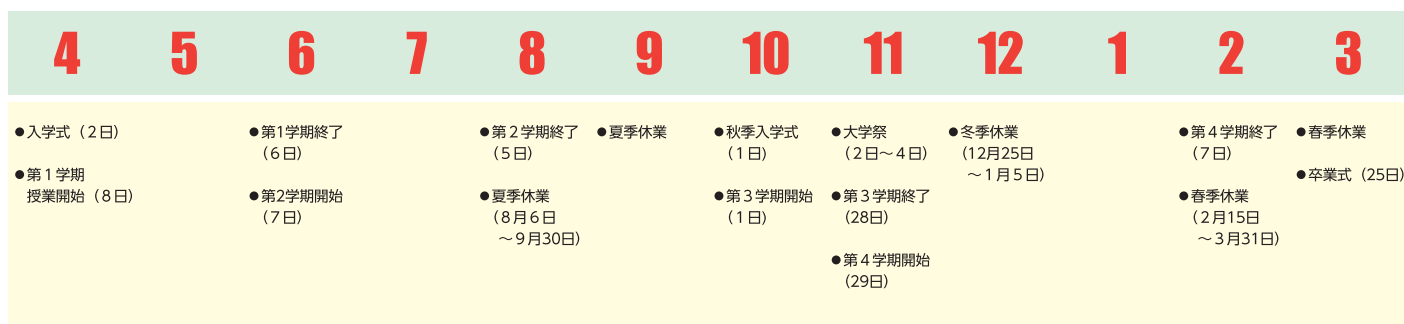 4 5 6 7 8 9 10 11 12 1 2 3
●入学式（２日）
●第１学期
授業開始（８日）
●第1学期終了
（６日）
●第2学期開始
（７日）
●第２学期終了
（５日）
●夏季休業
（８月６日
～９月30日）
●夏季休業
●秋季入学式
（１日）
●第３学期開始
（１日）
●大学祭
（２日～４日）
●第３学期終了
（28日）
●第４学期開始
（29日）
●冬季休業
（12月25日
～１月５日）
●第４学期終了
（７日）
●春季休業
（２月15日
～３月31日）
●春季休業
●卒業式（25日）